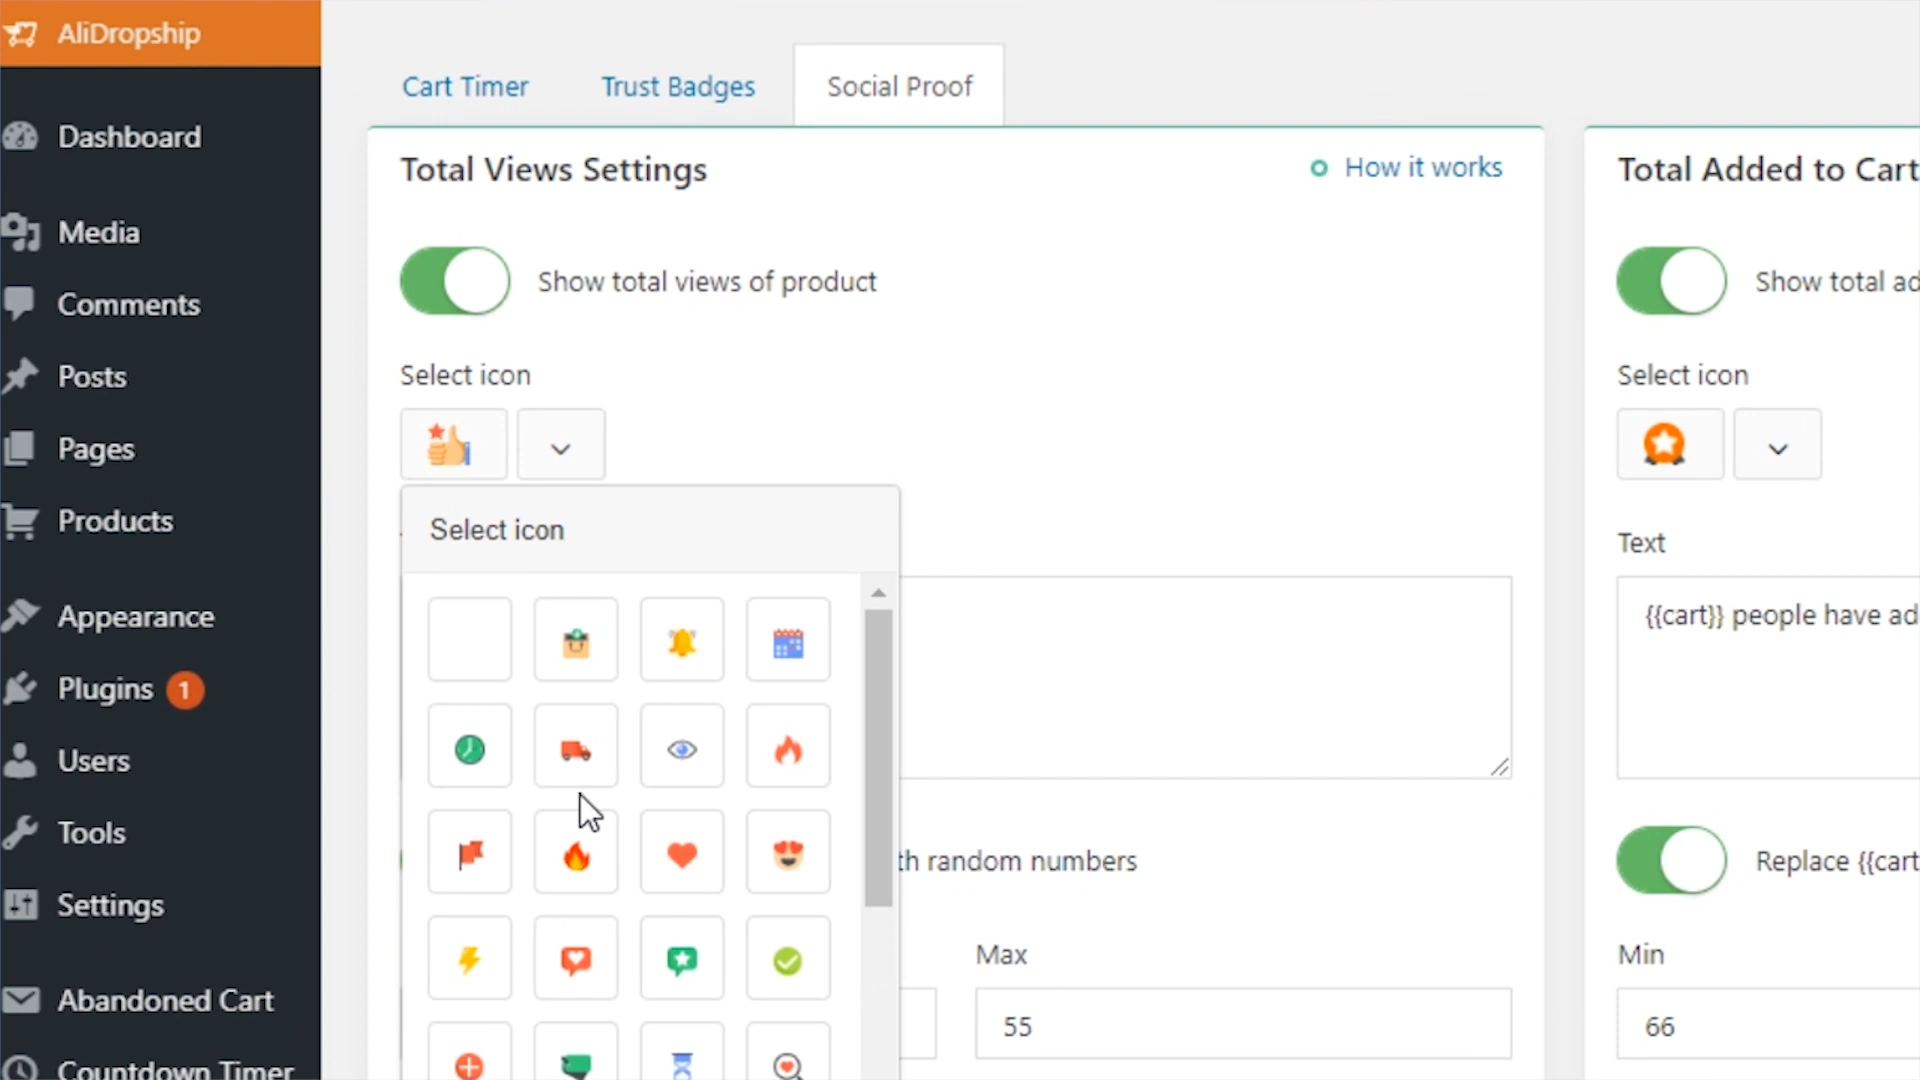 AliDropship
Dashboard
Media
Comments
Posts
Pages
Products
Appearance
Plugins 1
Users
Tools
Settings
Abandoned Cart
Countdown Timer
Cart Timer
Trust Badges
Social Proof
Total Views Settings
How it works
Show total views of product
Select icon
Select icon
random numbers
Max
55
Total Added to Cart
Show total ad
Select icon
Text
{{cart}} people have ad
Replace {{cart
Min
66